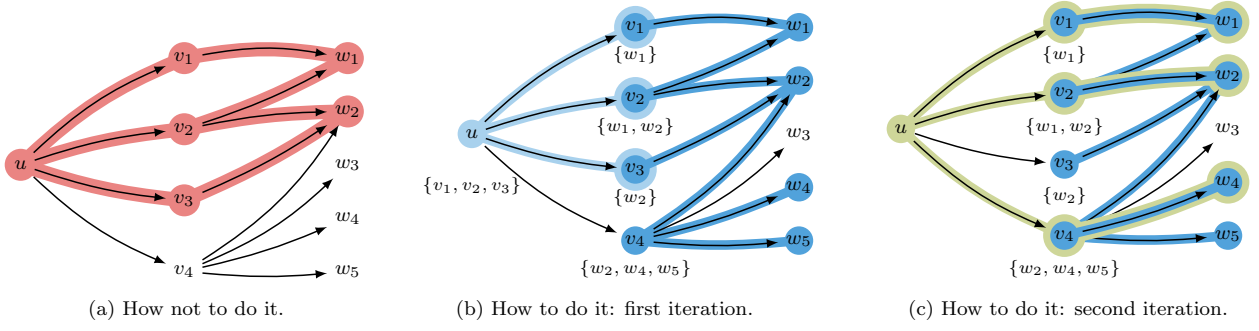 u
v₁
v₂
v₃
v₄
w₁
w₂
w₃
w₄
w₅
(a) How not to do it.
u
{v₁, v₂, v₃}
v₁
{w₁}
v₂
{w₁, w₂}
v₃
{w₂}
v₄
{w₂, w₄, w₅}
w₁
w₂
w₃
w₄
w₅
(b) How to do it: first iteration.
u
v₁
{w₁}
v₂
{w₁, w₂}
v₃
{w₂}
v₄
{w₂, w₄, w₅}
w₁
w₂
w₃
w₄
w₅
(c) How to do it: second iteration.